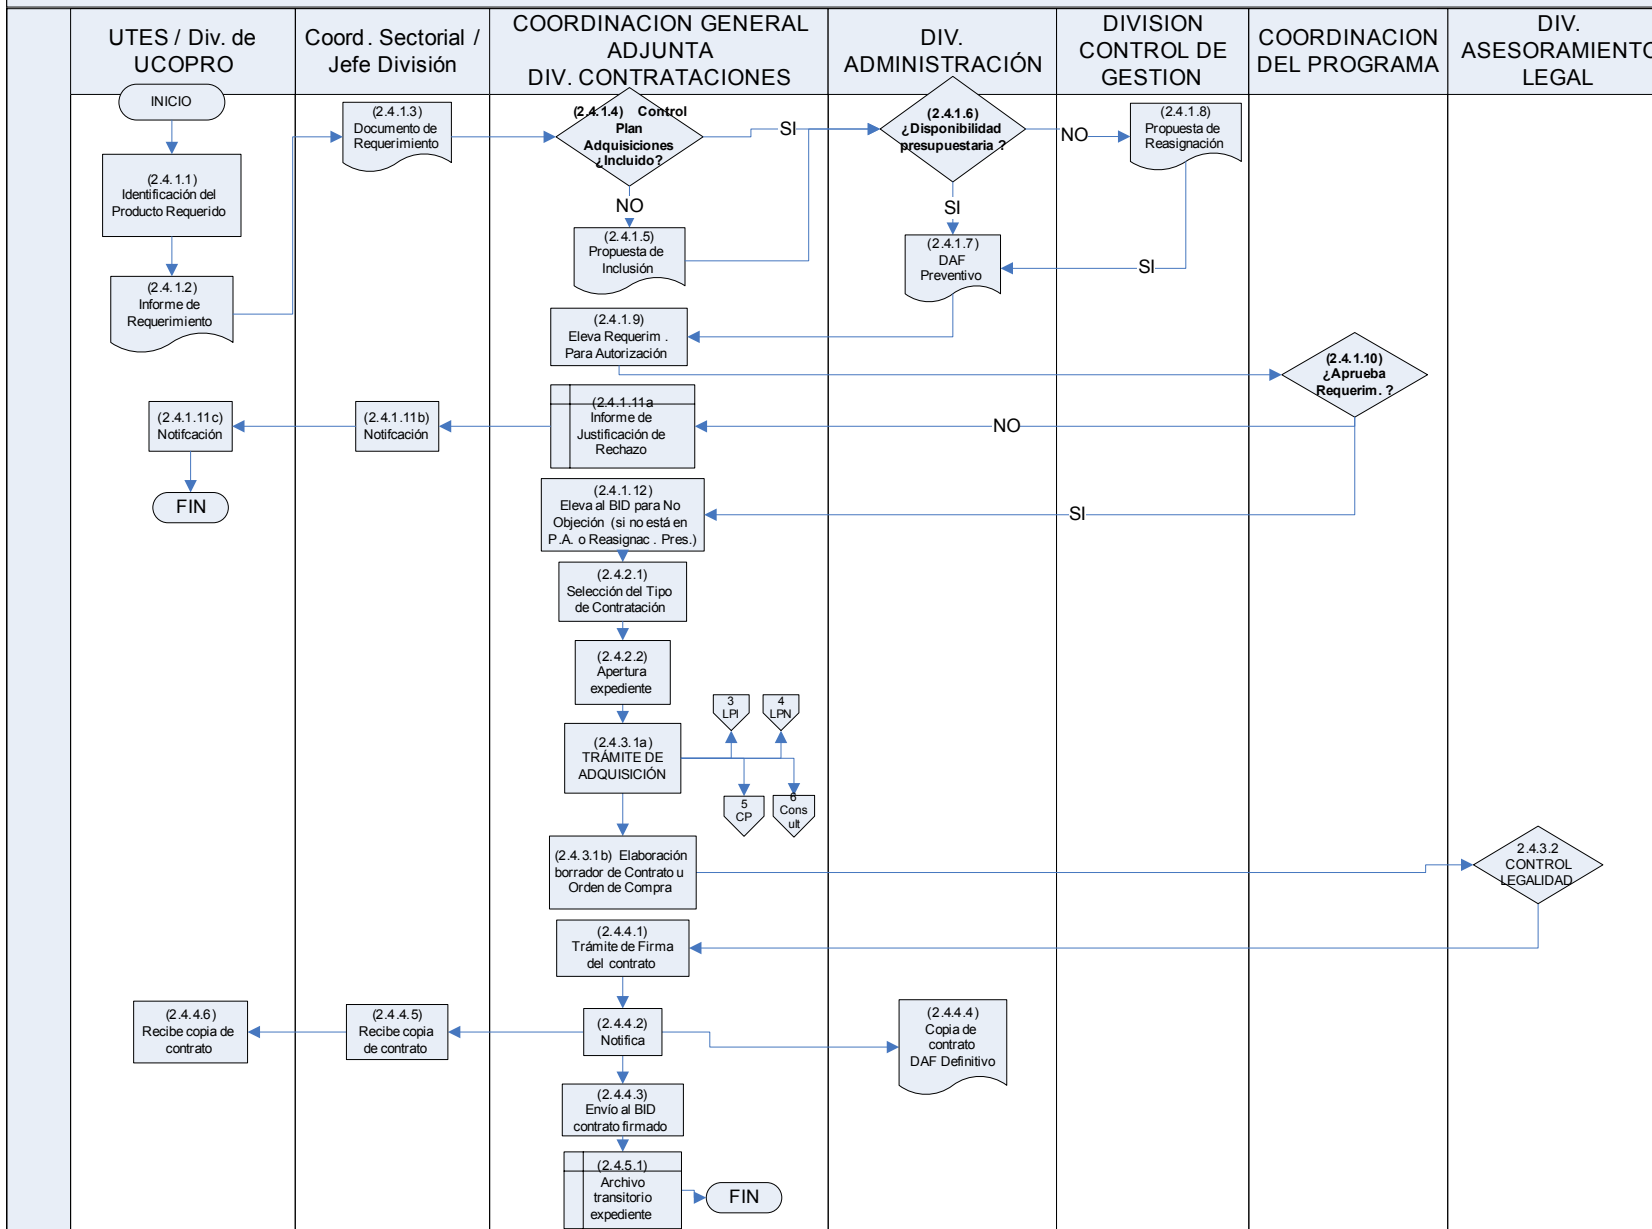 UTES / Div. de
UCOPRO
Coord. Sectorial /
Jefe División
COORDINACION GENERAL
ADJUNTA
DIV. CONTRATACIONES
DIV.
ADMINISTRACIÓN
DIVISION
CONTROL DE
GESTION
COORDINACION
DEL PROGRAMA
DIV.
ASESORAMIENTO
LEGAL
INICIO
(2.4.1.1)
Identificación del
Producto Requerido
(2.4.1.2)
Informe de
Requerimiento
(2.4.1.3)
Documento de
Requerimiento
(2.4.1.4) Control
Plan
Adquisiciones
¿Incluido?
SI
NO
(2.4.1.5)
Propuesta de
Inclusión
(2.4.1.6)
¿Disponibilidad
presupuestaria ?
NO
SI
(2.4.1.8)
Propuesta de
Reasignación
(2.4.1.7)
DAF
Preventivo
SI
(2.4.1.9)
Eleva Requerim .
Para Autorización
(2.4.1.10)
¿Aprueba
Requerim. ?
NO
(2.4.1.11a
Informe de
Justificación de
Rechazo
(2.4.1.11b)
Notifcación
(2.4.1.11c)
Notifcación
FIN
SI
(2.4.1.12)
Eleva al BID para No
Objeción (si no está en
P.A. o Reasignac . Pres.)
(2.4.2.1)
Selección del Tipo
de Contratación
(2.4.2.2)
Apertura
expediente
(2.4.3.1a)
TRÁMITE DE
ADQUISICIÓN
3
LPI
4
LPN
5
CP
6
Cons
ult
(2.4.3.1b) Elaboración
borrador de Contrato u
Orden de Compra
2.4.3.2
CONTROL
LEGALIDAD
(2.4.4.1)
Trámite de Firma
del contrato
(2.4.4.2)
Notifica
(2.4.4.5)
Recibe copia
de contrato
(2.4.4.6)
Recibe copia de
contrato
(2.4.4.4)
Copia de
contrato
DAF Definitivo
(2.4.4.3)
Envío al BID
contrato firmado
(2.4.5.1)
Archivo
transitorio
expediente
FIN